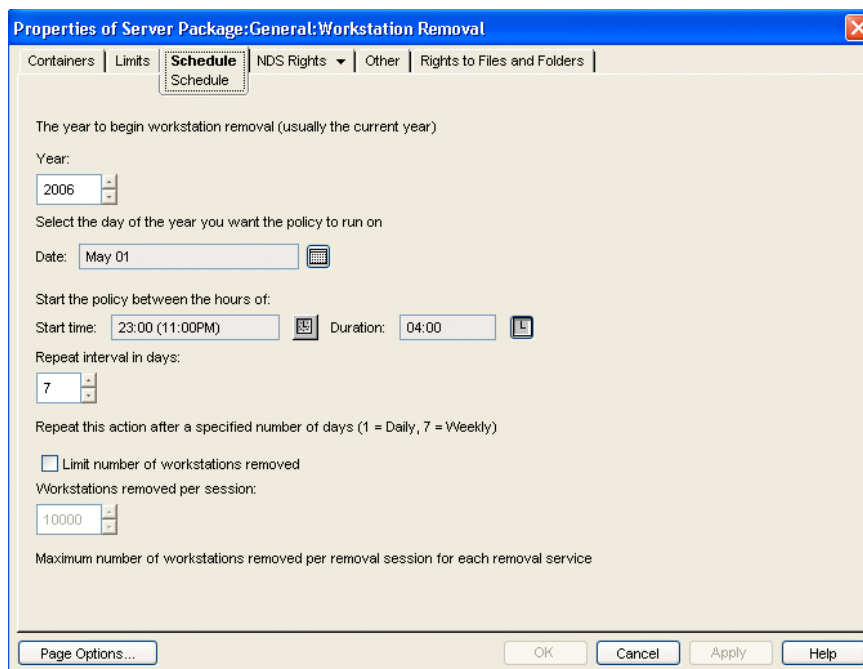 Properties of Server Package:General:Workstation Removal
Containers Limits Schedule NDS Rights Other Rights to Files and Folders
Schedule
The year to begin workstation removal (usually the current year)
Year:
2006
Select the day of the year you want the policy to run on
Date: May 01
Start the policy between the hours of:
Start time: 23:00 (11:00PM) Duration: 04:00
Repeat interval in days:
7
Repeat this action after a specified number of days (1 = Daily, 7 = Weekly)
Limit number of workstations removed
Workstations removed per session:
10000
Maximum number of workstations removed per removal session for each removal service
Page Options... OK Cancel Apply Help